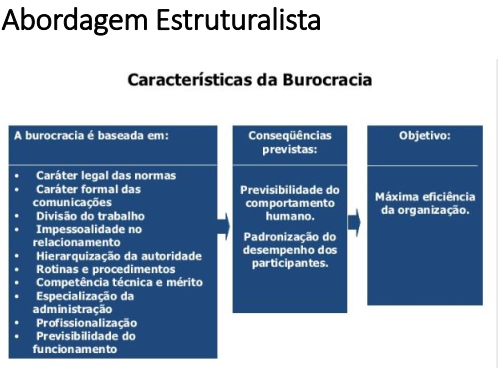 Abordagem Estruturalista
Características da Burocracia
A burocracia é baseada em:
• Caráter legal das normas
• Caráter formal das
comunicações
• Divisão do trabalho
• Impessoalidade no
relacionamento
• Hierarquização da autoridade
• Rotinas e procedimentos
• Competência técnica e mérito
• Especialização da
administração
• Profissionalização
• Previsibilidade do
funcionamento
Conseqüências
previstas:
Previsibilidade do
comportamento
humano.
Padronização do
desempenho dos
participantes.
Objetivo:
Máxima eficiência
da organização.